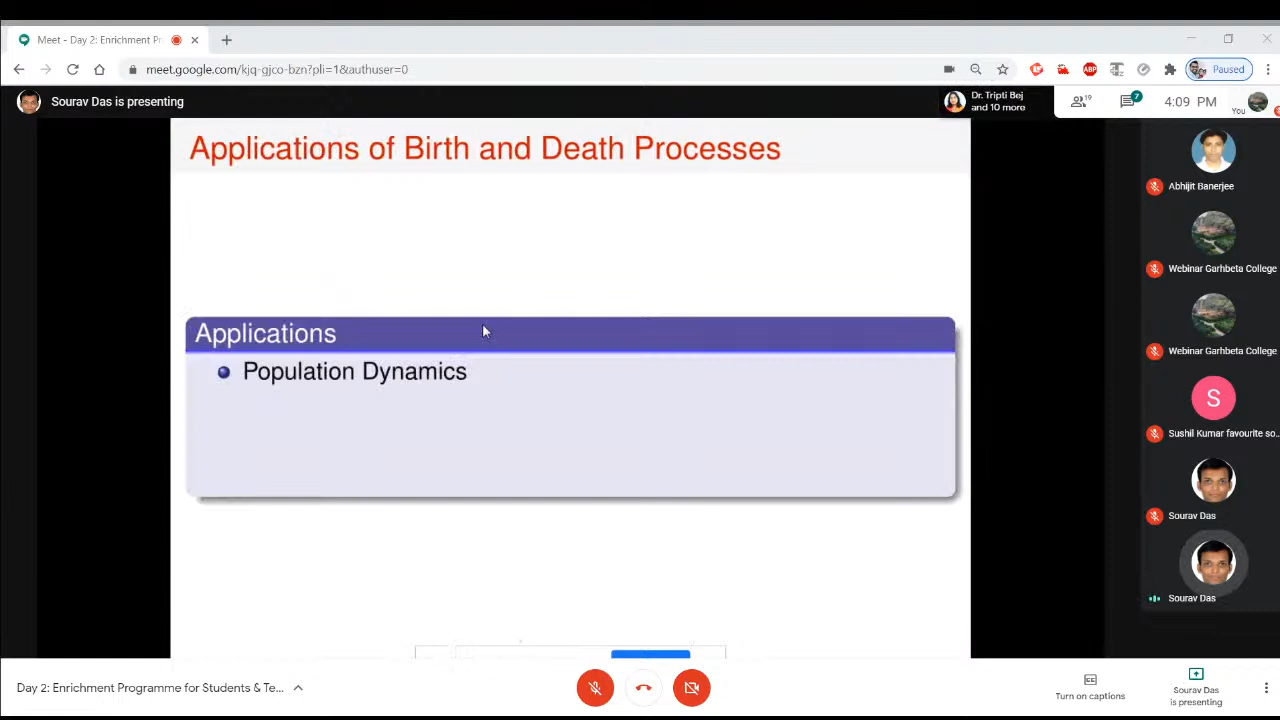 Meet - Day 2: Enrichment Pr
meet.google.com/kjq-gjco-bzn?pli=1&authuser=0
ABP
Paused
Sourav Das is presenting
Dr. Tripti Bej
and 10 more
19
7
4:09 PM
You
Applications of Birth and Death Processes
Applications
Population Dynamics
Abhijit Banerjee
Webinar Garhbeta College
Webinar Garhbeta College
S
Sushil Kumar favourite so...
Sourav Das
Sourav Das
Day 2: Enrichment Programme for Students & Te...
Turn on captions
Sourav Das
is presenting